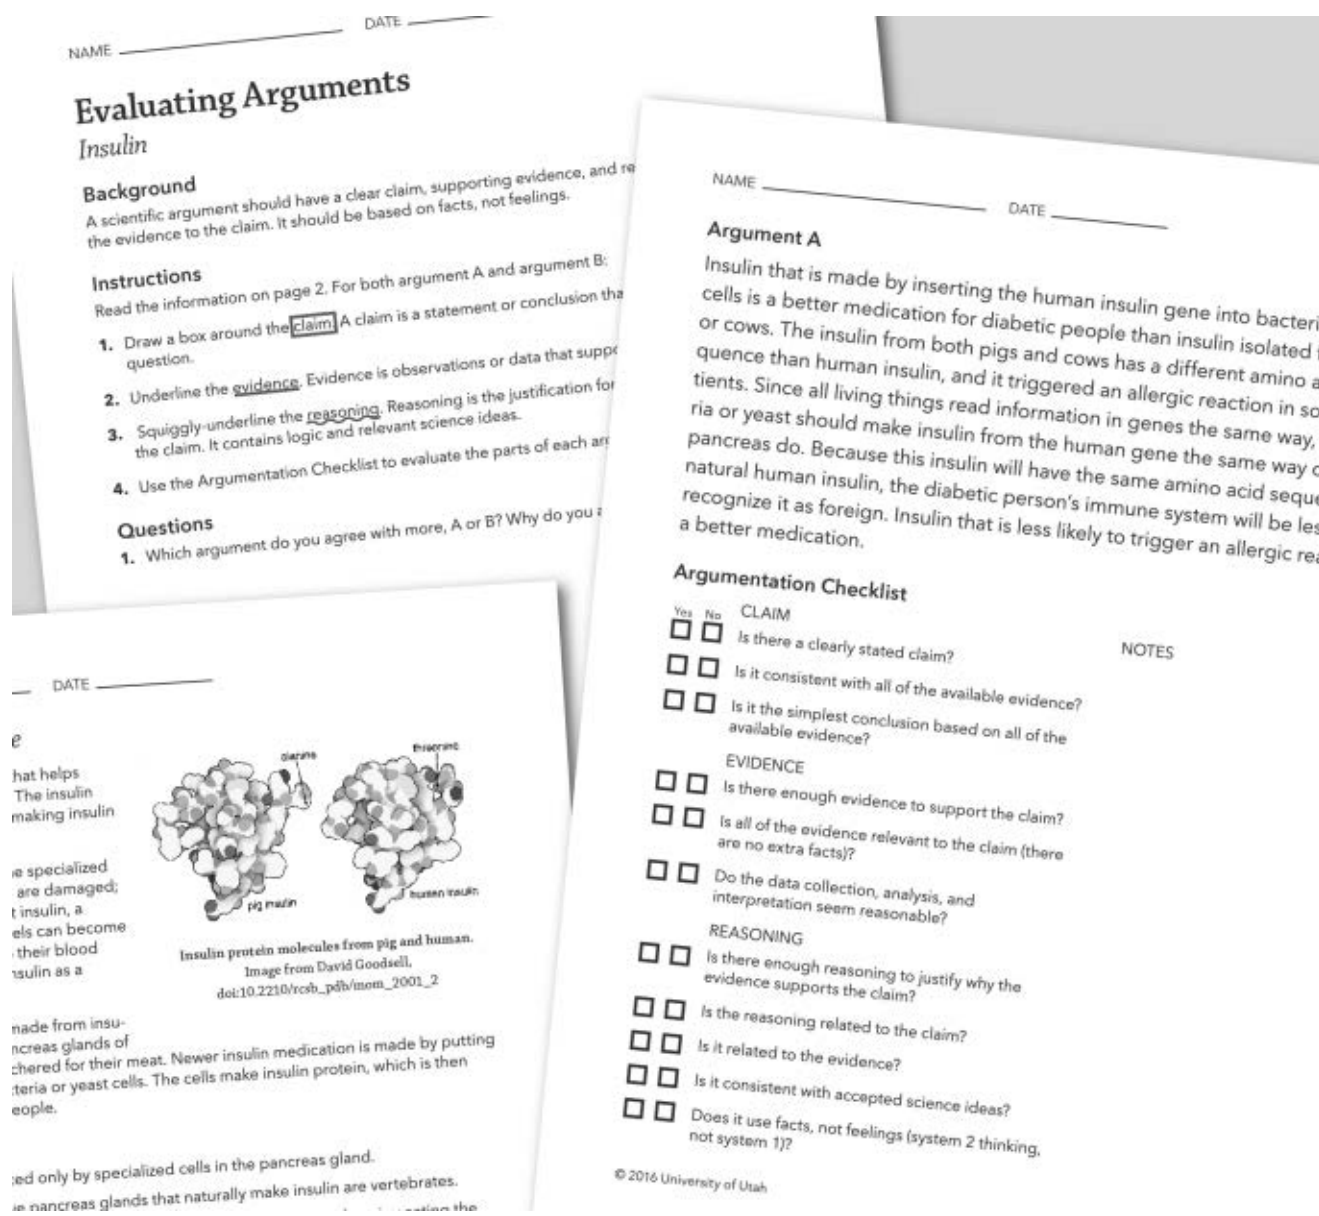 NAME
DATE
Evaluating Arguments
Insulin
Background
A scientific argument should have a clear claim, supporting evidence, and re
the evidence to the claim. It should be based on facts, not feelings.
Instructions
Read the information on page 2. For both argument A and argument B:
1. Draw a box around the claim. A claim is a statement or conclusion tha
question.
2. Underline the evidence. Evidence is observations or data that suppo
3. Squiggly-underline the reasoning. Reasoning is the justification for
the claim. It contains logic and relevant science ideas.
4. Use the Argumentation Checklist to evaluate the parts of each arg
Questions
1. Which argument do you agree with more, A or B? Why do you a
DATE
e
hat helps
The insulin
making insulin
e specialized
are damaged;
t insulin, a
els can become
their blood
nsulin as a
alanine
threonine
pig insulin
human insulin
Insulin protein molecules from pig and human.
Image from David Goodsell,
doi:10.2210/rcsb_pdb/mom_2001_2
made from insu-
ncreas glands of
chered for their meat. Newer insulin medication is made by putting
teria or yeast cells. The cells make insulin protein, which is then
eople.
ed only by specialized cells in the pancreas gland.
e pancreas glands that naturally make insulin are vertebrates.
NAME
DATE
Argument A
Insulin that is made by inserting the human insulin gene into bacteri
cells is a better medication for diabetic people than insulin isolated
or cows. The insulin from both pigs and cows has a different amino a
quence than human insulin, and it triggered an allergic reaction in so
tients. Since all living things read information in genes the same way,
ria or yeast should make insulin from the human gene the same way
pancreas do. Because this insulin will have the same amino acid seque
natural human insulin, the diabetic person's immune system will be les
recognize it as foreign. Insulin that is less likely to trigger an allergic rea
a better medication.
Argumentation Checklist
Yes No CLAIM
NOTES
Is there a clearly stated claim?
Is it consistent with all of the available evidence?
Is it the simplest conclusion based on all of the
available evidence?
EVIDENCE
Is there enough evidence to support the claim?
Is all of the evidence relevant to the claim (there
are no extra facts)?
Do the data collection, analysis, and
interpretation seem reasonable?
REASONING
Is there enough reasoning to justify why the
evidence supports the claim?
Is the reasoning related to the claim?
Is it related to the evidence?
Is it consistent with accepted science ideas?
Does it use facts, not feelings (system 2 thinking,
not system 1)?
© 2016 University of Utah